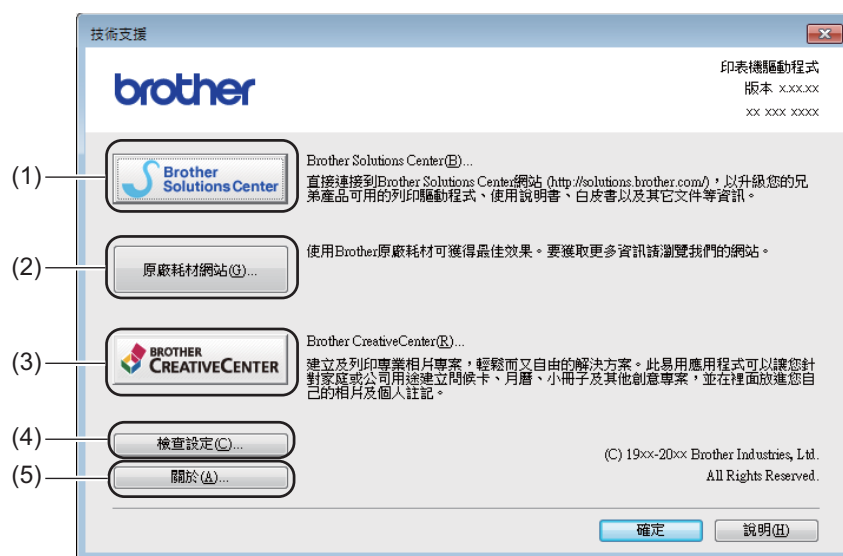 技術支援
brother
印表機驅動程式
版本 x.xx.xx
xx xxx xxxx
(1)
Brother
Solutions Center
Brother Solutions Center(B)...
直接連接到Brother Solutions Center網站 (http://solutions.brother.com/)，以升級您的兄
弟產品可用的列印驅動程式、使用說明書、白皮書以及其它文件等資訊。
(2)
原廠耗材網站(G)...
使用Brother原廠耗材可獲得最佳效果。要獲取更多資訊請瀏覽我們的網站。
(3)
BROTHER
CREATIVECENTER
Brother CreativeCenter(R)...
建立及列印專業相片專案，輕鬆而又自由的解決方案。此易用應用程式可以讓您針
對家庭或公司用途建立問候卡、月曆、小冊子及其他創意專案，並在裡面放進您自
己的相片及個人註記。
(4)
檢查設定(C)...
(5)
關於(A)...
(C) 19xx-20xx Brother Industries, Ltd.
All Rights Reserved.
確定
說明(H)